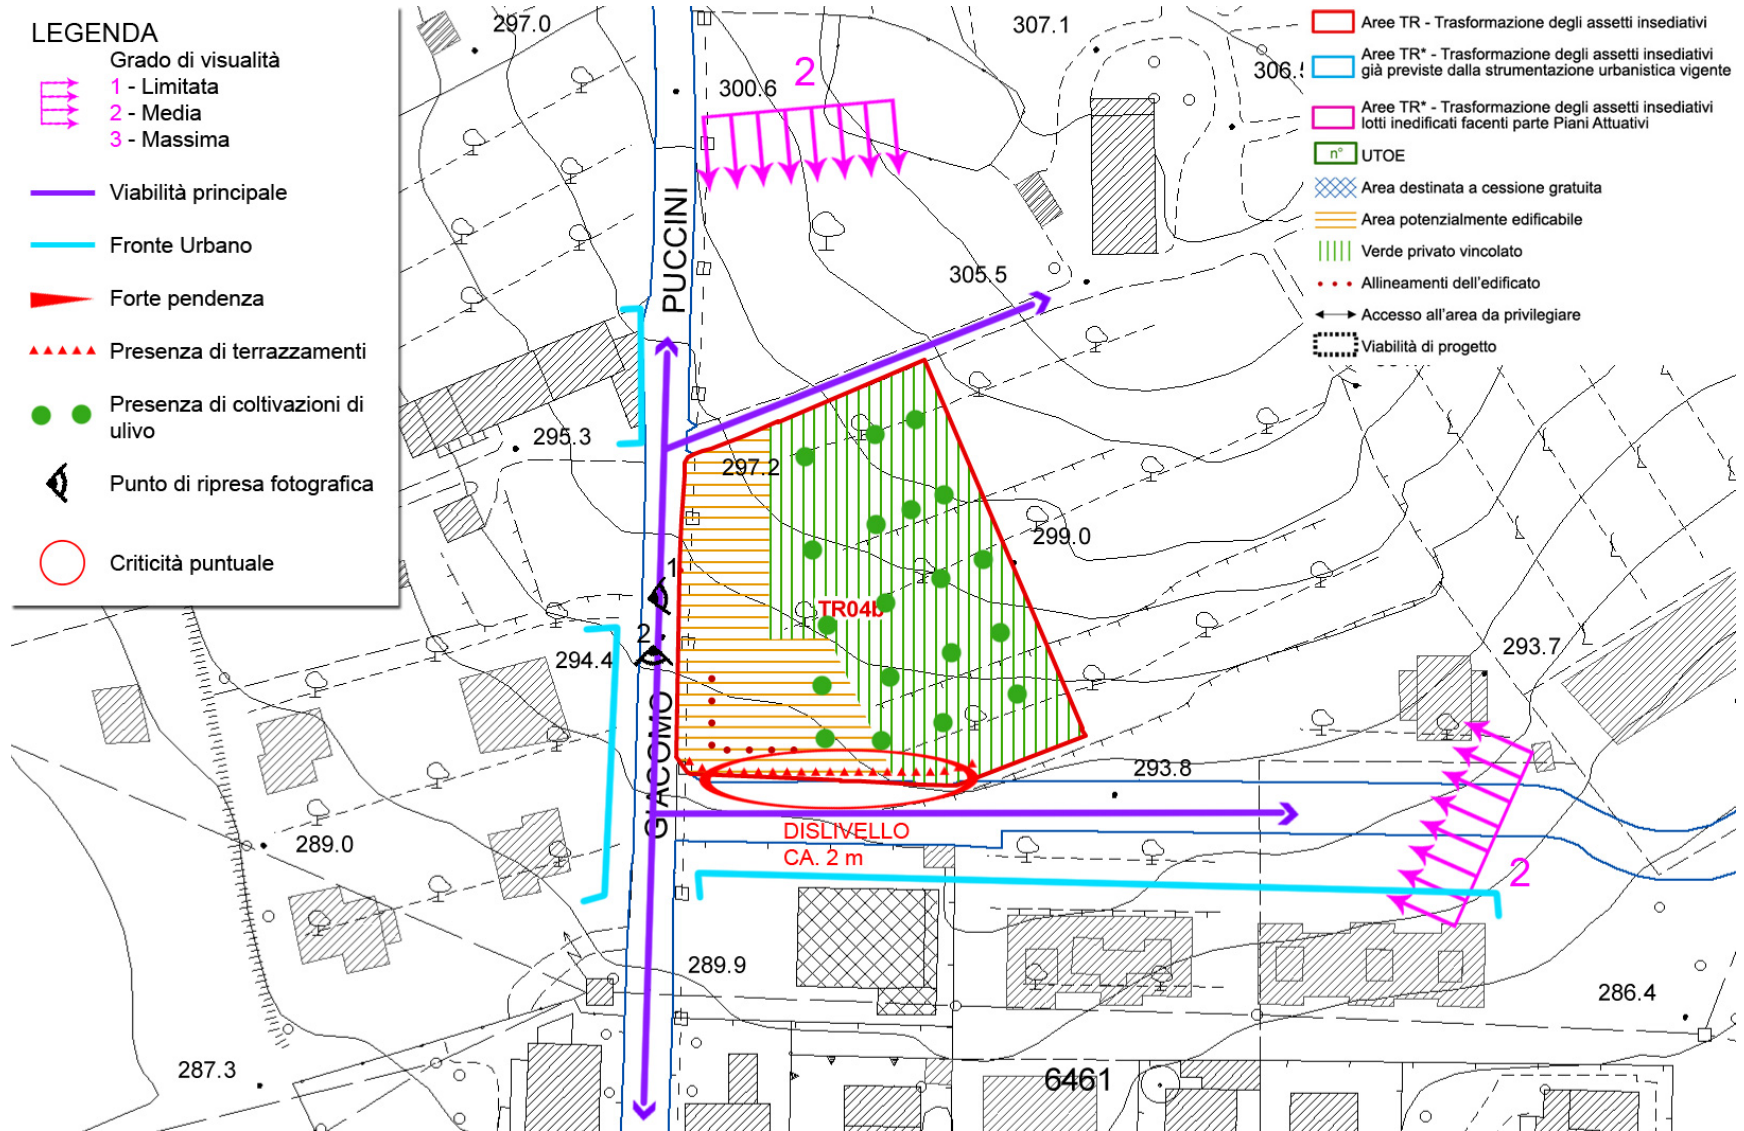 LEGENDA
Grado di visualità
1 - Limitata
2 - Media
3 - Massima
Viabilità principale
Fronte Urbano
Forte pendenza
Presenza di terrazzamenti
Presenza di coltivazioni di
ulivo
Punto di ripresa fotografica
Criticità puntuale
Aree TR - Trasformazione degli assetti insediativi
Aree TR* - Trasformazione degli assetti insediativi
già previste dalla strumentazione urbanistica vigente
Aree TR* - Trasformazione degli assetti insediativi
lotti inedificati facenti parte Piani Attuativi
n° UTOE
Area destinata a cessione gratuita
Area potenzialmente edificabile
Verde privato vincolato
Allineamenti dell'edificato
Accesso all'area da privilegiare
Viabilità di progetto
297.0
307.1
306.
2
300.6
PUCCINI
305.5
295.3
297.2
299.0
1
TR04b
2
294.4
293.7
GIACOMO
293.8
DISLIVELLO
CA. 2 m
289.0
2
289.9
286.4
287.3
6461